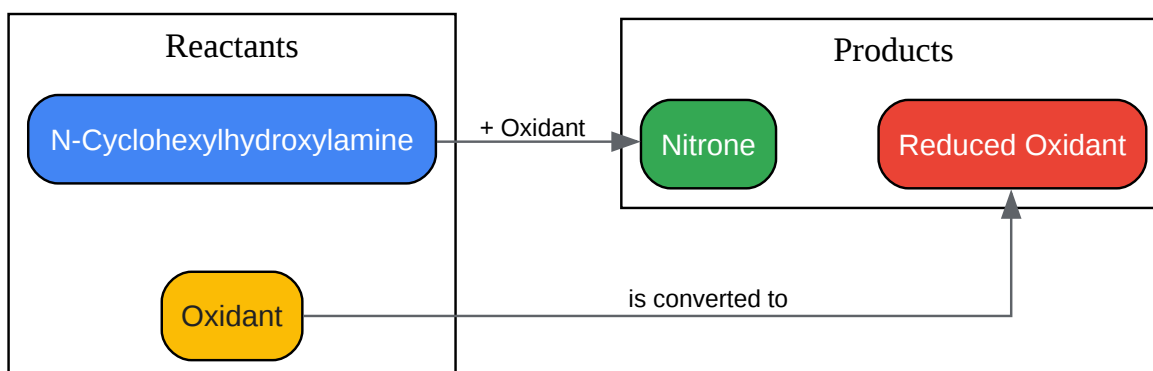 Reactants
Products
N-Cyclohexylhydroxylamine
+ Oxidant
Nitrone
Reduced Oxidant
Oxidant
is converted to